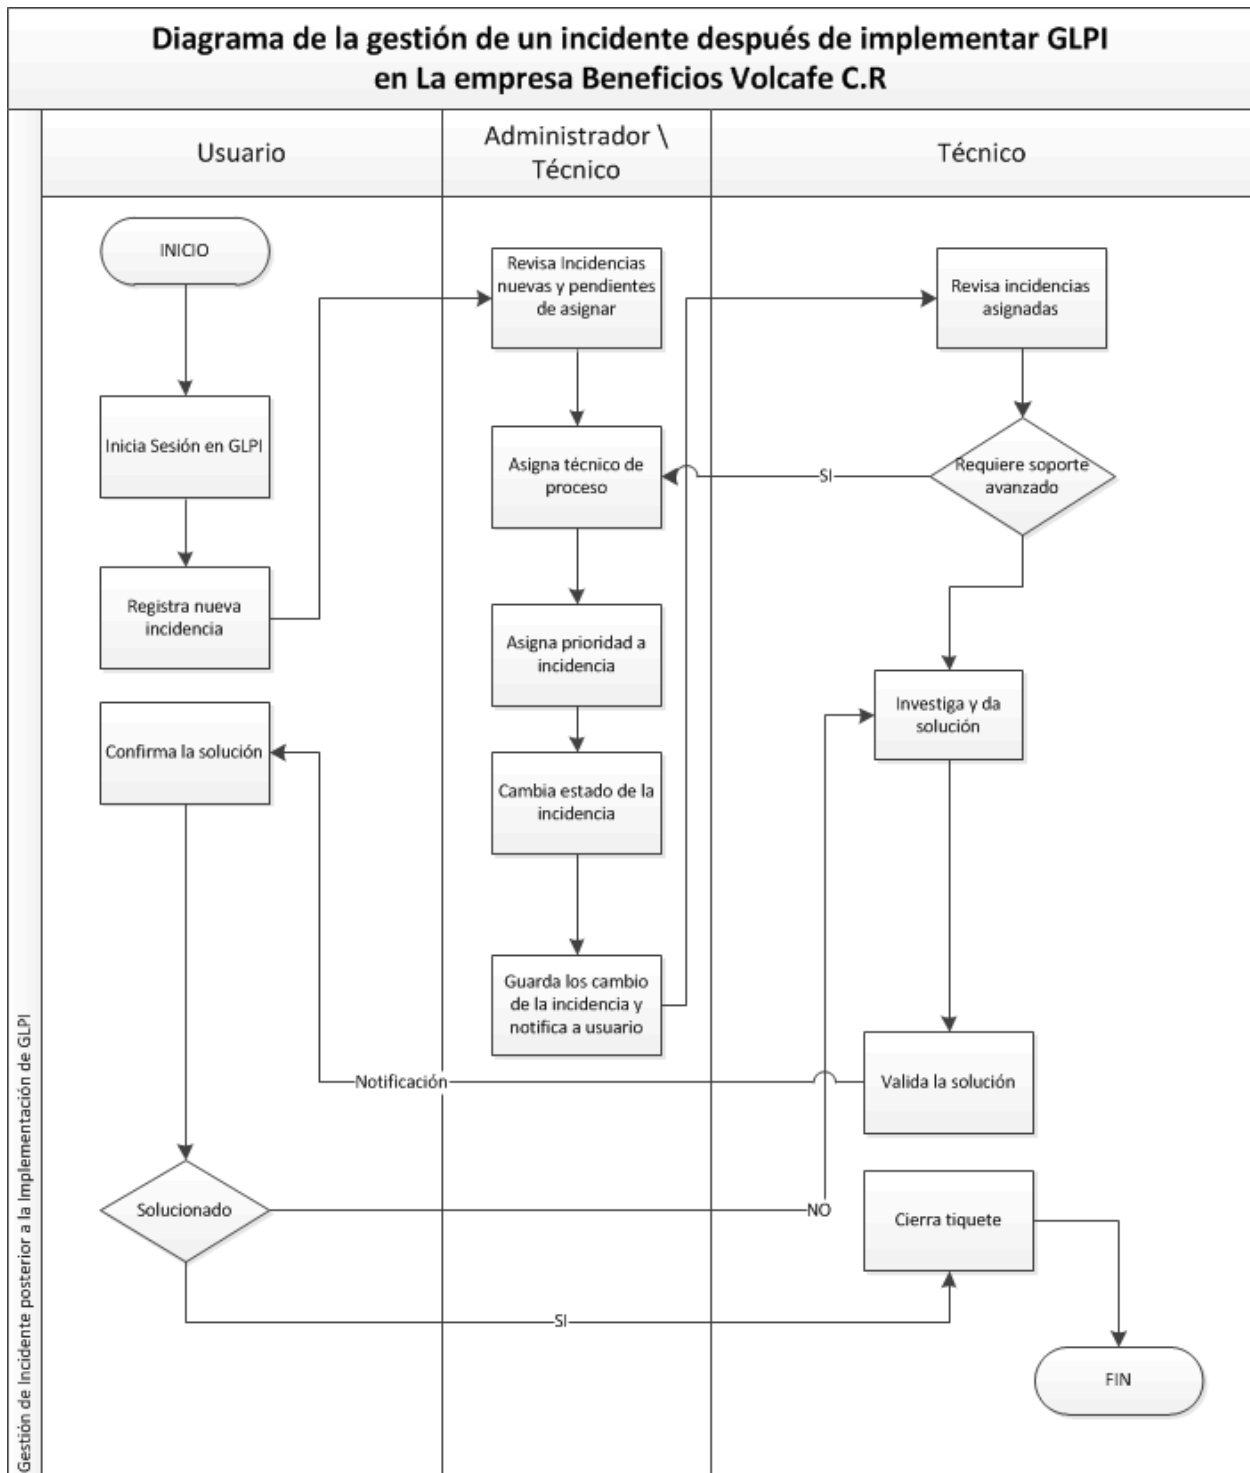 Diagrama de la gestión de un incidente después de implementar GLPI
en La empresa Beneficios Volcafe C.R
Usuario
Administrador \
Técnico
Técnico
INICIO
Inicia Sesión en GLPI
Registra nueva
incidencia
Confirma la solución
Solucionado
Revisa Incidencias
nuevas y pendientes
de asignar
Asigna técnico de
proceso
Asigna prioridad a
incidencia
Cambia estado de la
incidencia
Guarda los cambio
de la incidencia y
notifica a usuario
Revisa incidencias
asignadas
Requiere soporte
avanzado
SI
Investiga y da
solución
Valida la solución
Notificación
NO
Cierra tiquete
SI
FIN
Gestión de Incidente posterior a la Implementación de GLPI